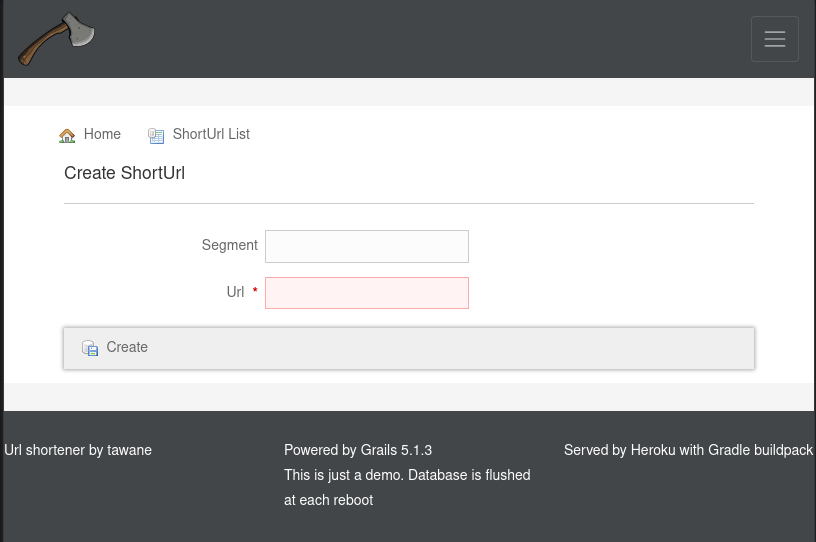 Home ShortUrl List
Create ShortUrl
Segment
Url *
Create
Url shortener by tawane
Powered by Grails 5.1.3
This is just a demo. Database is flushed
at each reboot
Served by Heroku with Gradle buildpack